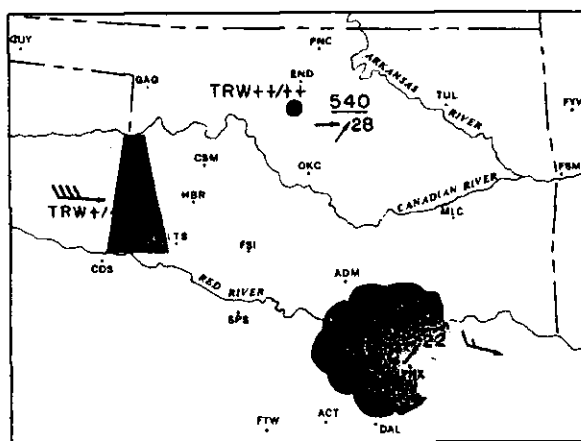 GUY
PNC
GAG
END
ARKANSAS
RIVER
TUL
TRW++/++
540
28
FYV
CSM
OKC
FSM
HBR
CANADIAN RIVER
MLC
TRW+/
LTS
FSI
CDS
RED RIVER
ADM
SPS
22
FTW
ACT
DAL